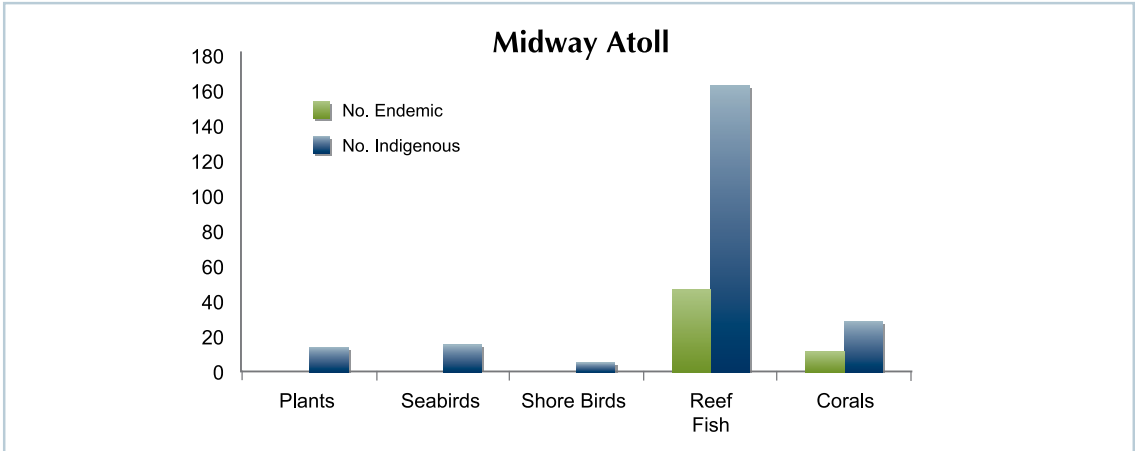 Midway Atoll
180
160
140
120
100
80
60
40
20
0
No. Endemic
No. Indigenous
Plants
Seabirds
Shore Birds
Reef
Fish
Corals